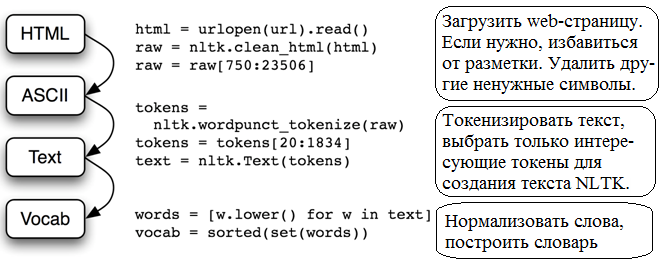 HTML
html = urlopen(url).read()
raw = nltk.clean_html(html)
raw = raw[750:23506]
Загрузить web-страницу.
Если нужно, избавиться
от разметки. Удалить дру-
гие ненужные символы.
ASCII
tokens =
nltk.wordpunct_tokenize(raw)
tokens = tokens[20:1834]
text = nltk.Text(tokens)
Токенизировать текст,
выбрать только интере-
сующие токены для
создания текста NLTK.
Text
Vocab
words = [w.lower() for w in text]
vocab = sorted(set(words))
Нормализовать слова,
построить словарь